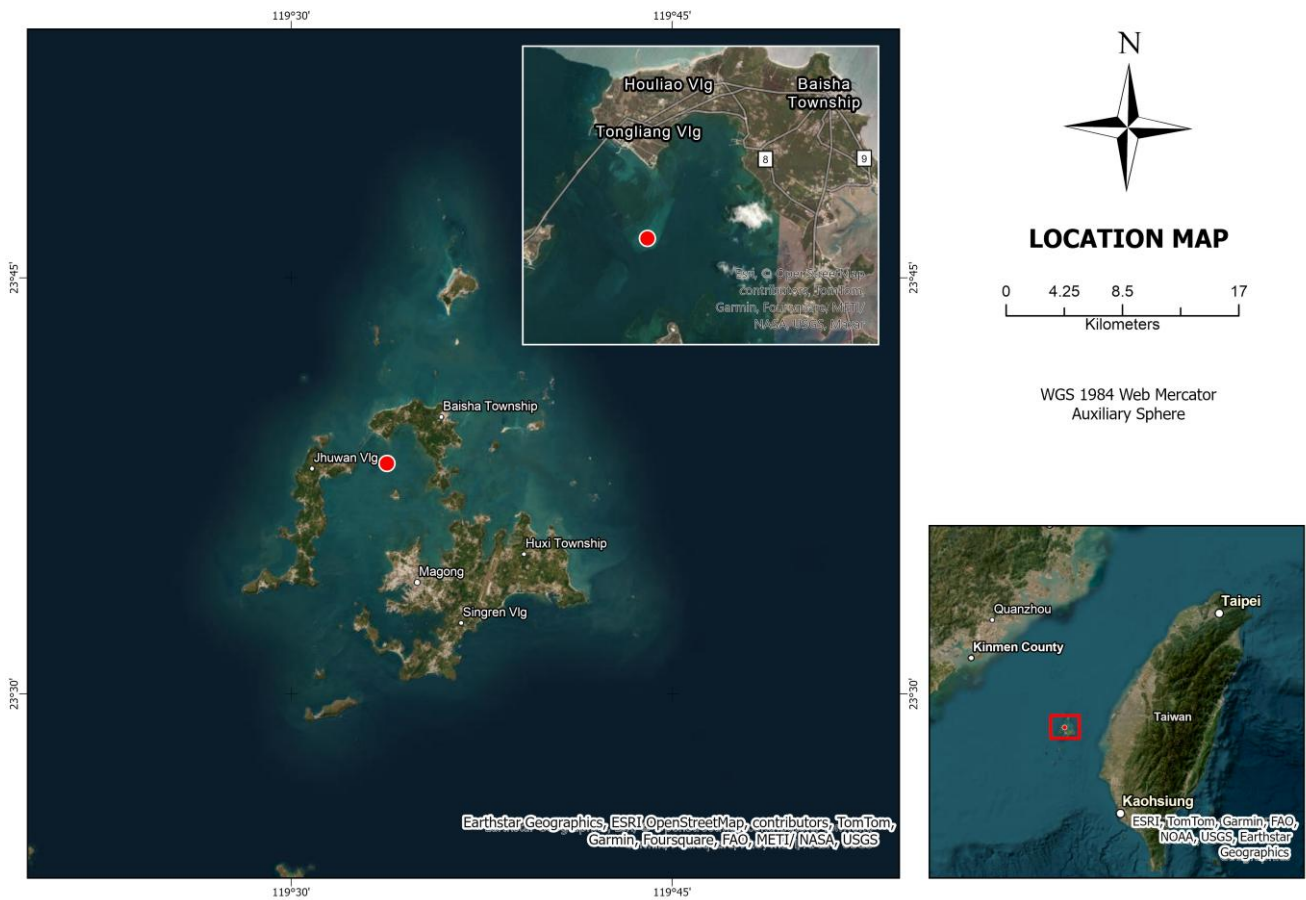 119°30'
119°45'
Houliao Vlg
Baisha
Township
Tongliang Vlg
8
9
Esri, © OpenStreetMap
contributors, TomTom,
Garmin, Foursquare, METI/
NASA, USGS, Maxar
23°45'
23°45'
Baisha Township
Jhuwan Vlg
Huxi Township
Magong
Singren Vlg
23°30'
23°30'
Earthstar Geographics, ESRI OpenStreetMap, contributors, TomTom,
Garmin, Foursquare, FAO, METI/ NASA, USGS
119°30'
119°45'
N
LOCATION MAP
0 4.25 8.5 17
Kilometers
WGS 1984 Web Mercator
Auxiliary Sphere
Taipei
Quanzhou
Kinmen County
Taiwan
Kaohsiung
ESRI, TomTom, Garmin, FAO,
NOAA, USGS, Earthstar
Geographics